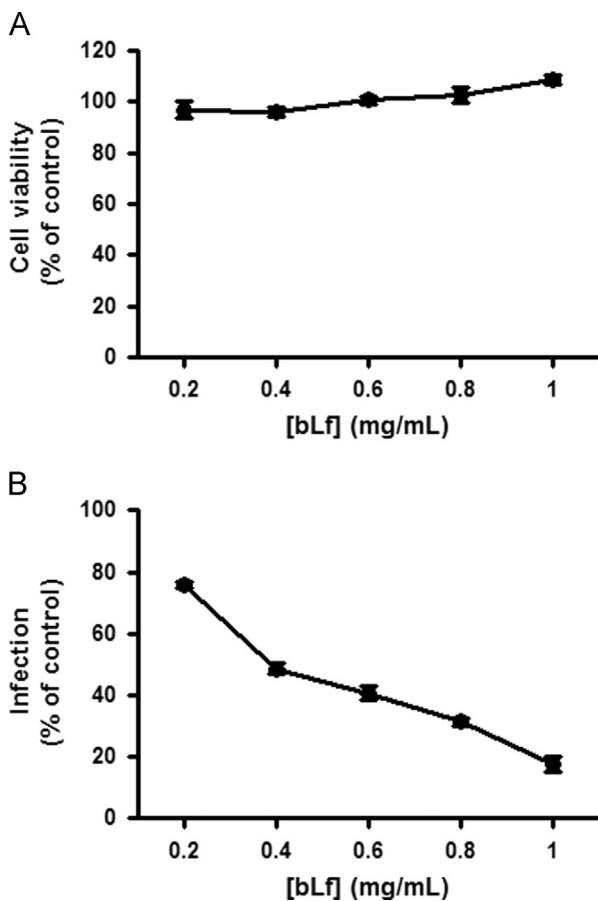 A
Cell viability
(% of control)
120
100
80
60
40
20
0
0.2 0.4 0.6 0.8 1
[bLf] (mg/mL)
B
Infection
(% of control)
100
80
60
40
20
0
0.2 0.4 0.6 0.8 1
[bLf] (mg/mL)